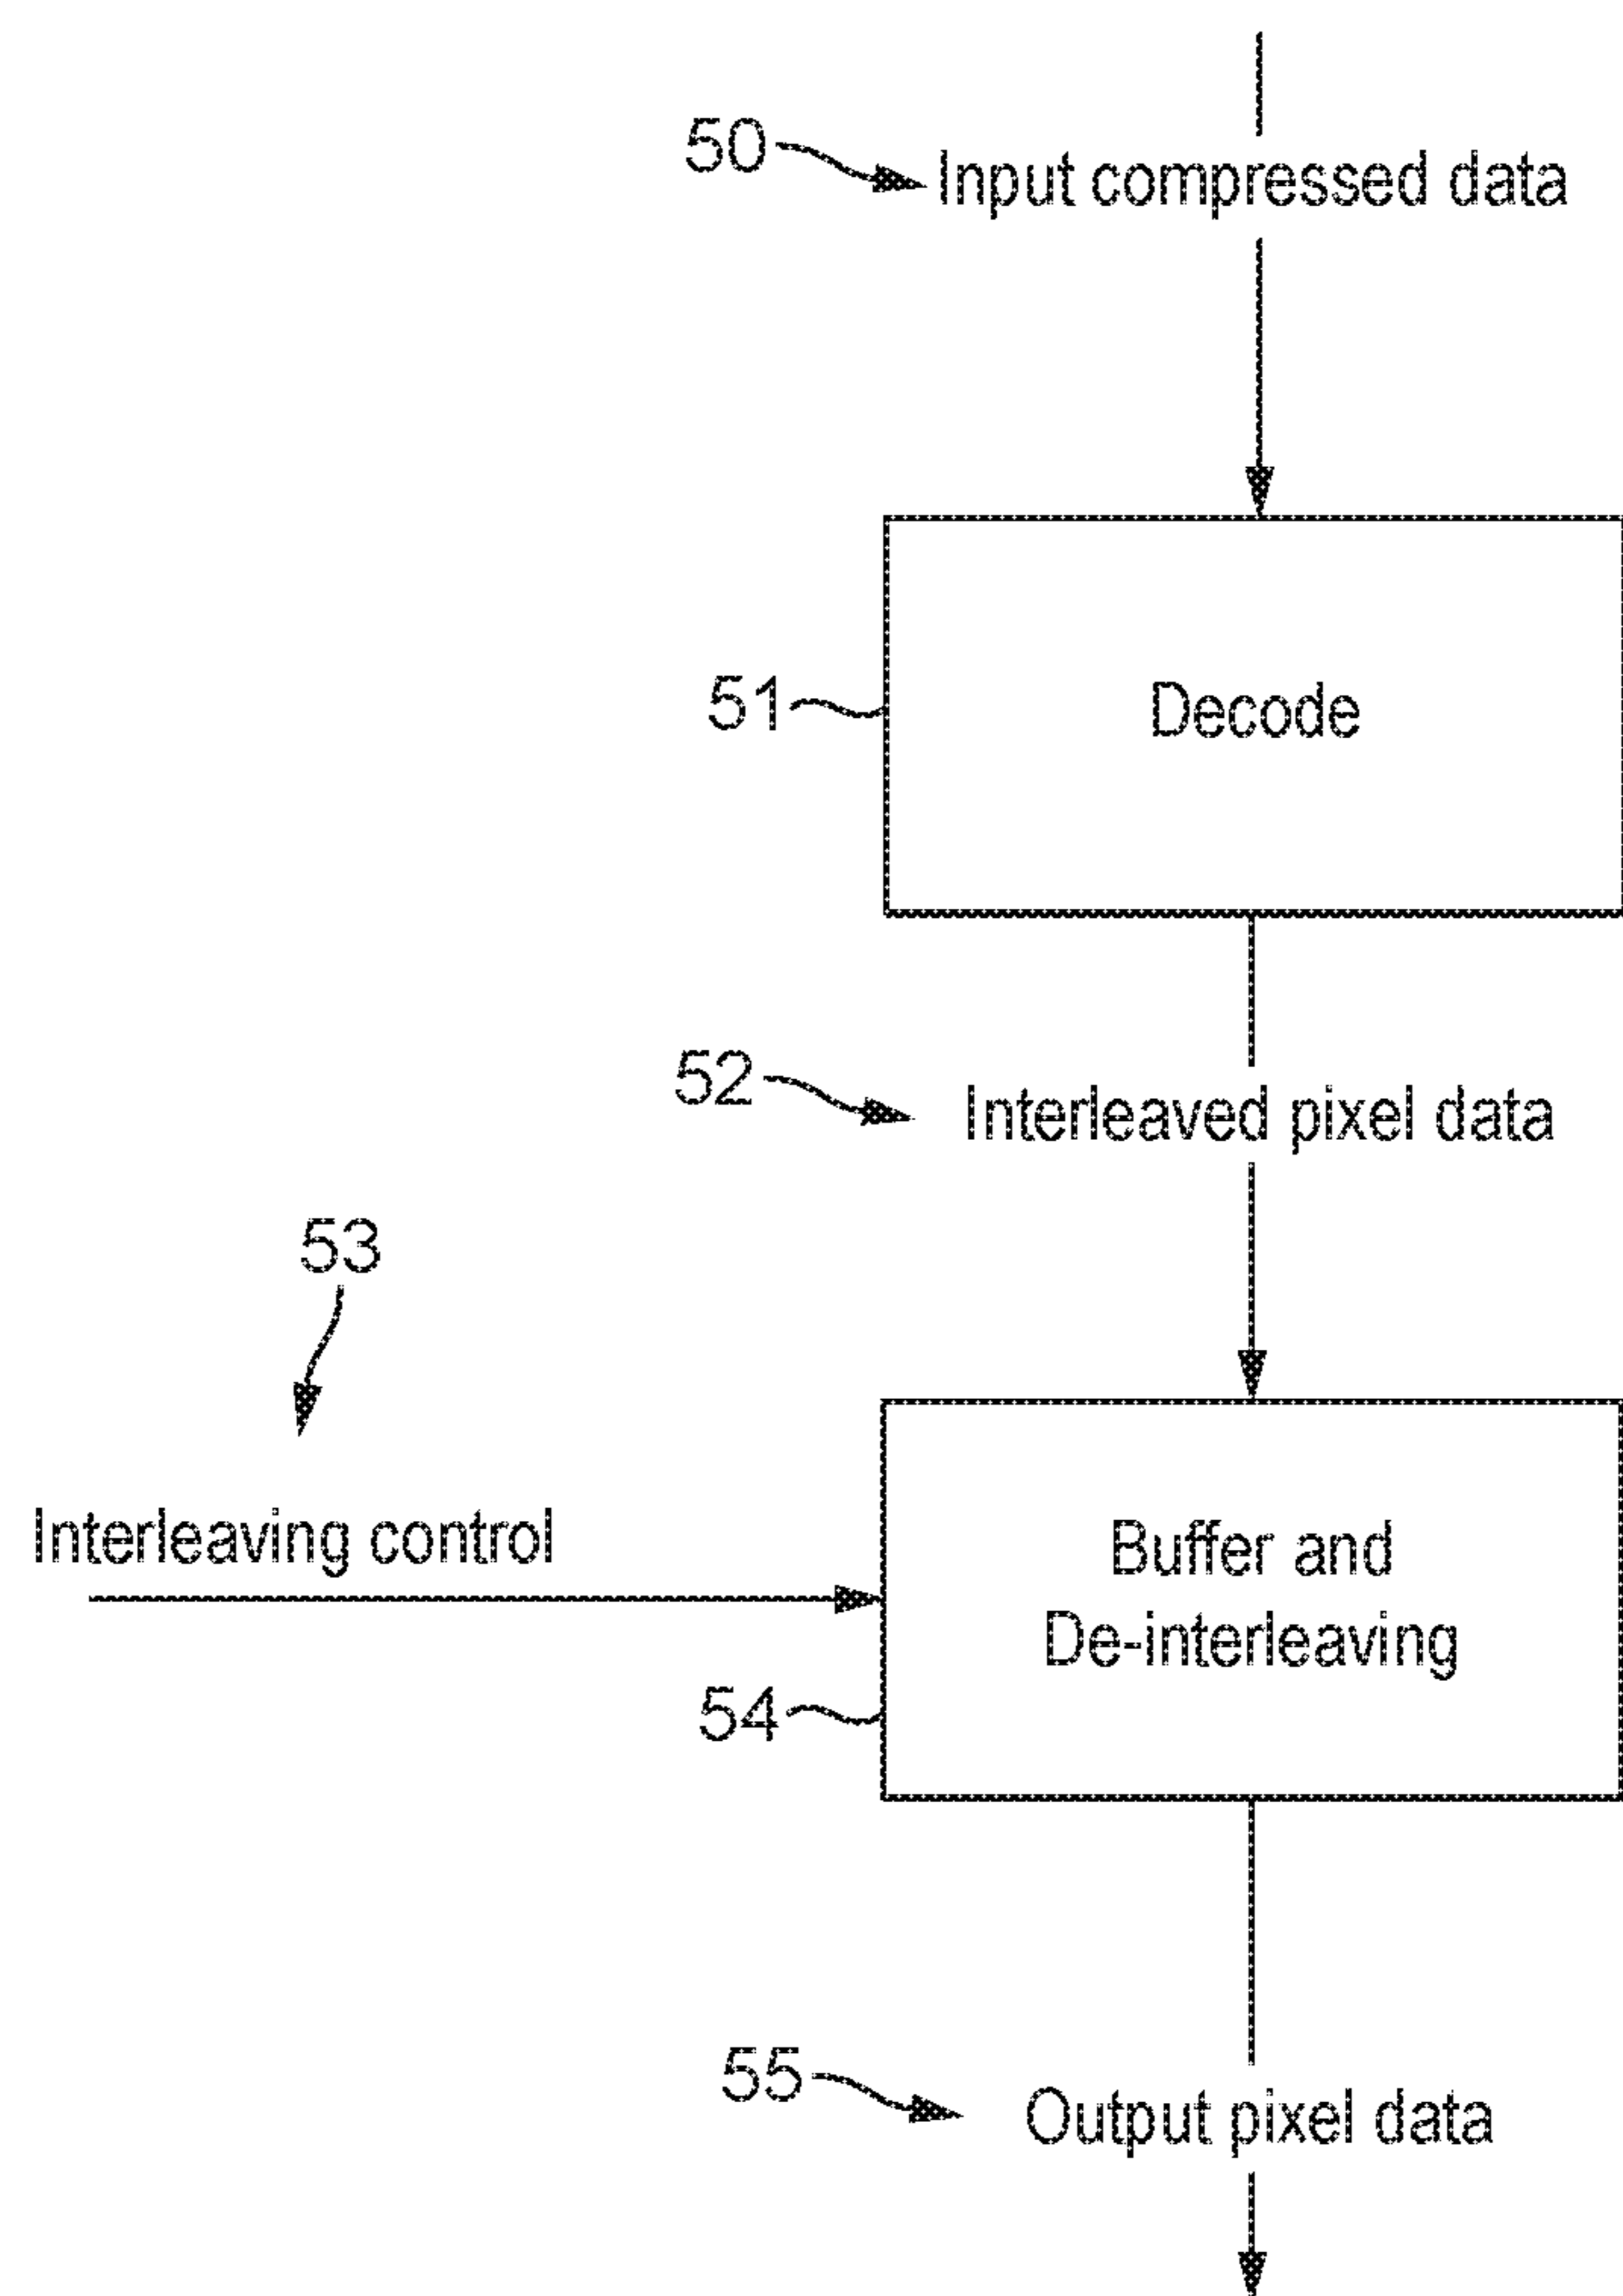 50
Input compressed data
51
Decode
52
Interleaved pixel data
53
Interleaving control
Buffer and
De-interleaving
54
55
Output pixel data